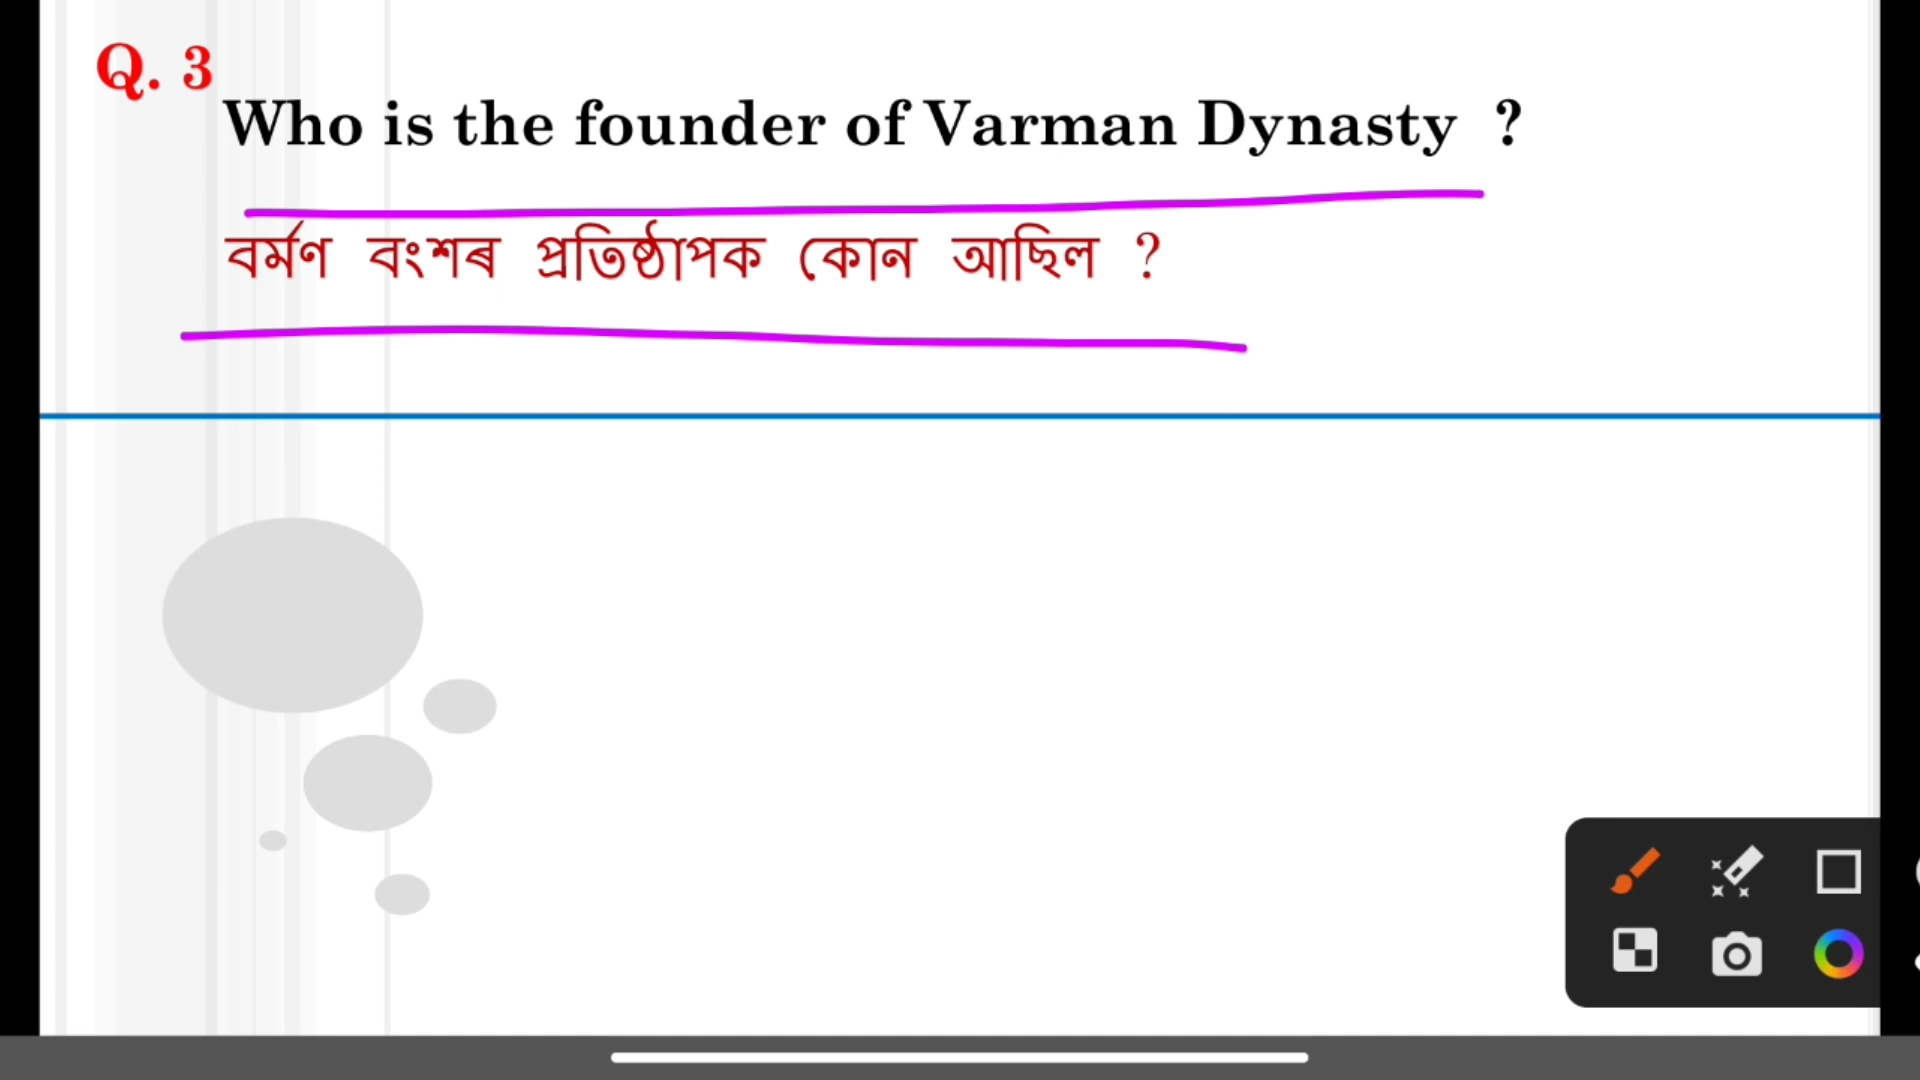 Q. 3
Who is the founder of Varman Dynasty ?
বৰ্মণ বংশৰ প্ৰতিষ্ঠাপক কোন আছিল ?